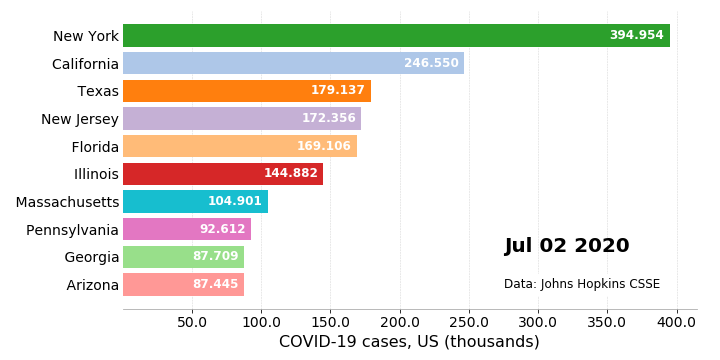 New York 394.954
California 246.550
Texas 179.137
New Jersey 172.356
Florida 169.106
Illinois 144.882
Massachusetts 104.901
Pennsylvania 92.612
Georgia 87.709
Arizona 87.445
Jul 02 2020
Data: Johns Hopkins CSSE
50.0 100.0 150.0 200.0 250.0 300.0 350.0 400.0
COVID-19 cases, US (thousands)